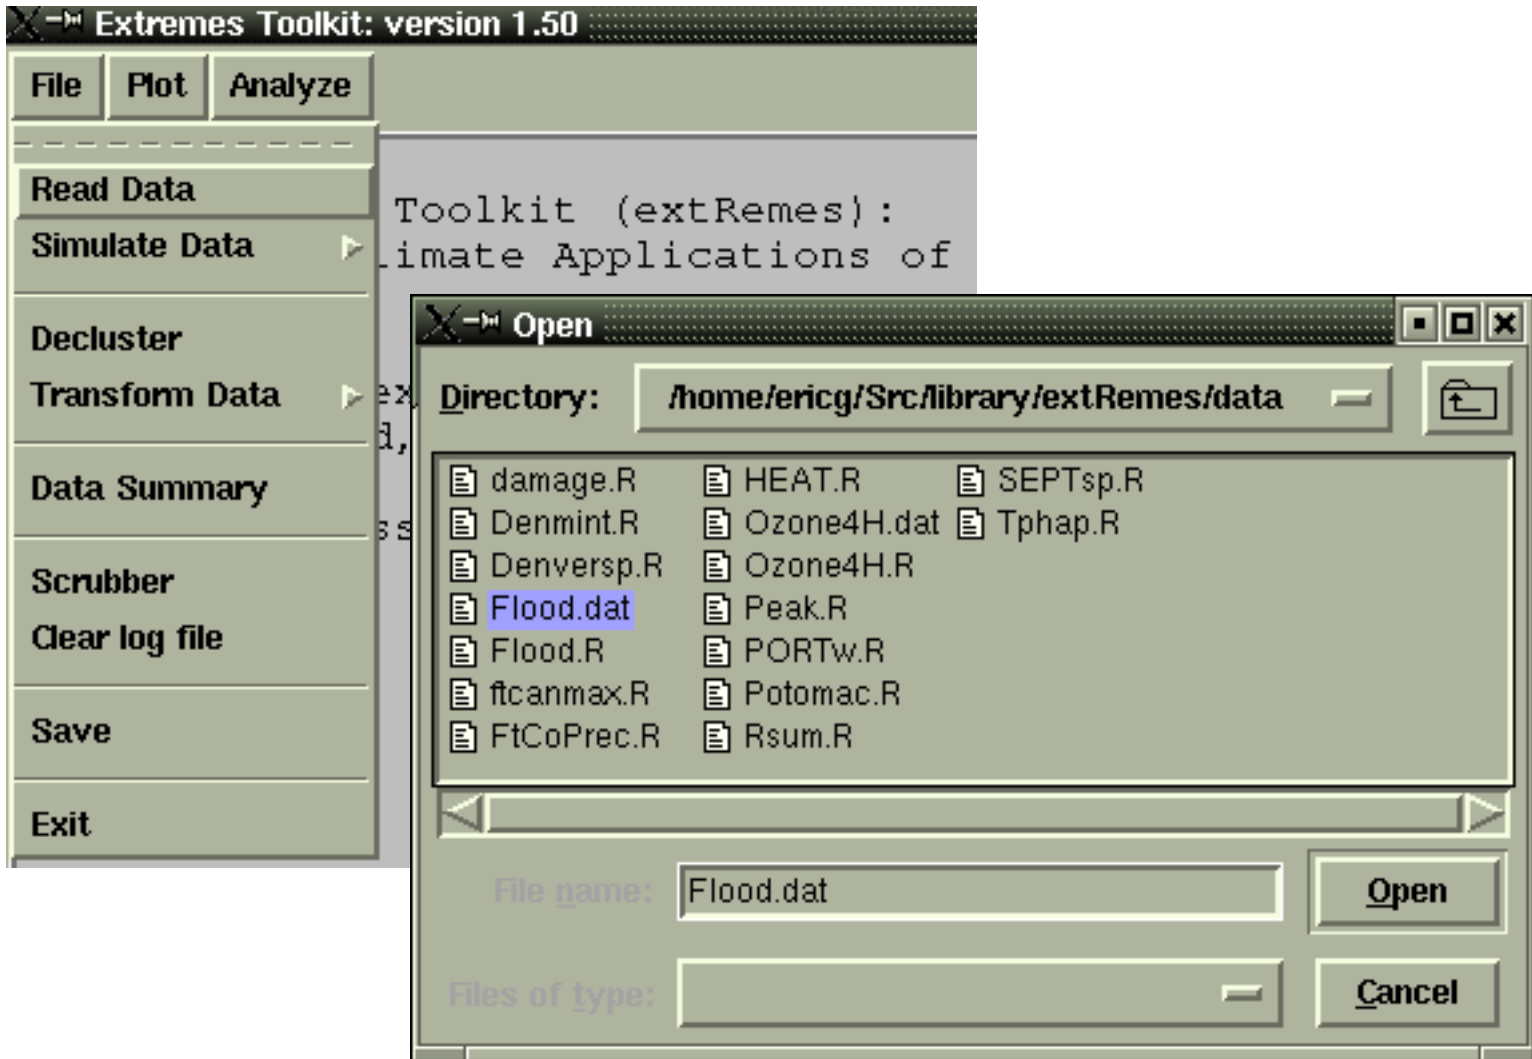 Extremes Toolkit: version 1.50
File Plot Analyze
Read Data
Simulate Data
Decluster
Transform Data
Data Summary
Scrubber
Clear log file
Save
Exit
Toolkit (extRemes):
limate Applications of
Open
Directory: /home/ericg/Src/library/extRemes/data
damage.R HEAT.R SEPTsp.R
Denmint.R Ozone4H.dat Tphap.R
Denversp.R Ozone4H.R
Flood.dat Peak.R
Flood.R PORTw.R
ftcanmax.R Potomac.R
FtCoPrec.R Rsum.R
File name: Flood.dat Open
Files of type: Cancel